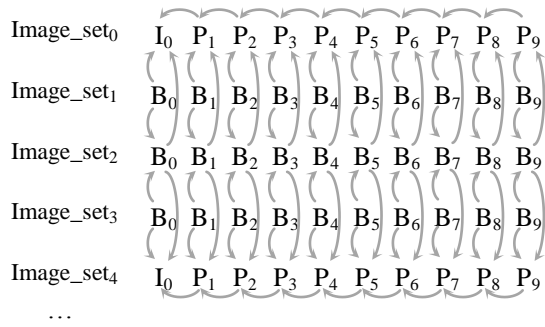 Image_set₀ I₀ P₁ P₂ P₃ P₄ P₅ P₆ P₇ P₈ P₉
Image_set₁ B₀ B₁ B₂ B₃ B₄ B₅ B₆ B₇ B₈ B₉
Image_set₂ B₀ B₁ B₂ B₃ B₄ B₅ B₆ B₇ B₈ B₉
Image_set₃ B₀ B₁ B₂ B₃ B₄ B₅ B₆ B₇ B₈ B₉
Image_set₄ I₀ P₁ P₂ P₃ P₄ P₅ P₆ P₇ P₈ P₉
…